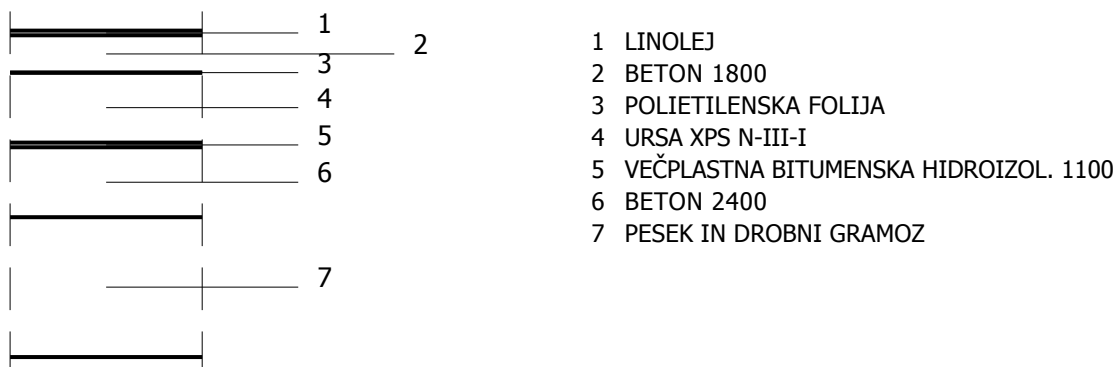 1
2
3
4
5
6
7
1 LINOLEJ
2 BETON 1800
3 POLIETILENSKA FOLIJA
4 URSA XPS N-III-I
5 VEČPLASTNA BITUMENSKA HIDROIZOL. 1100
6 BETON 2400
7 PESEK IN DROBNI GRAMOZ